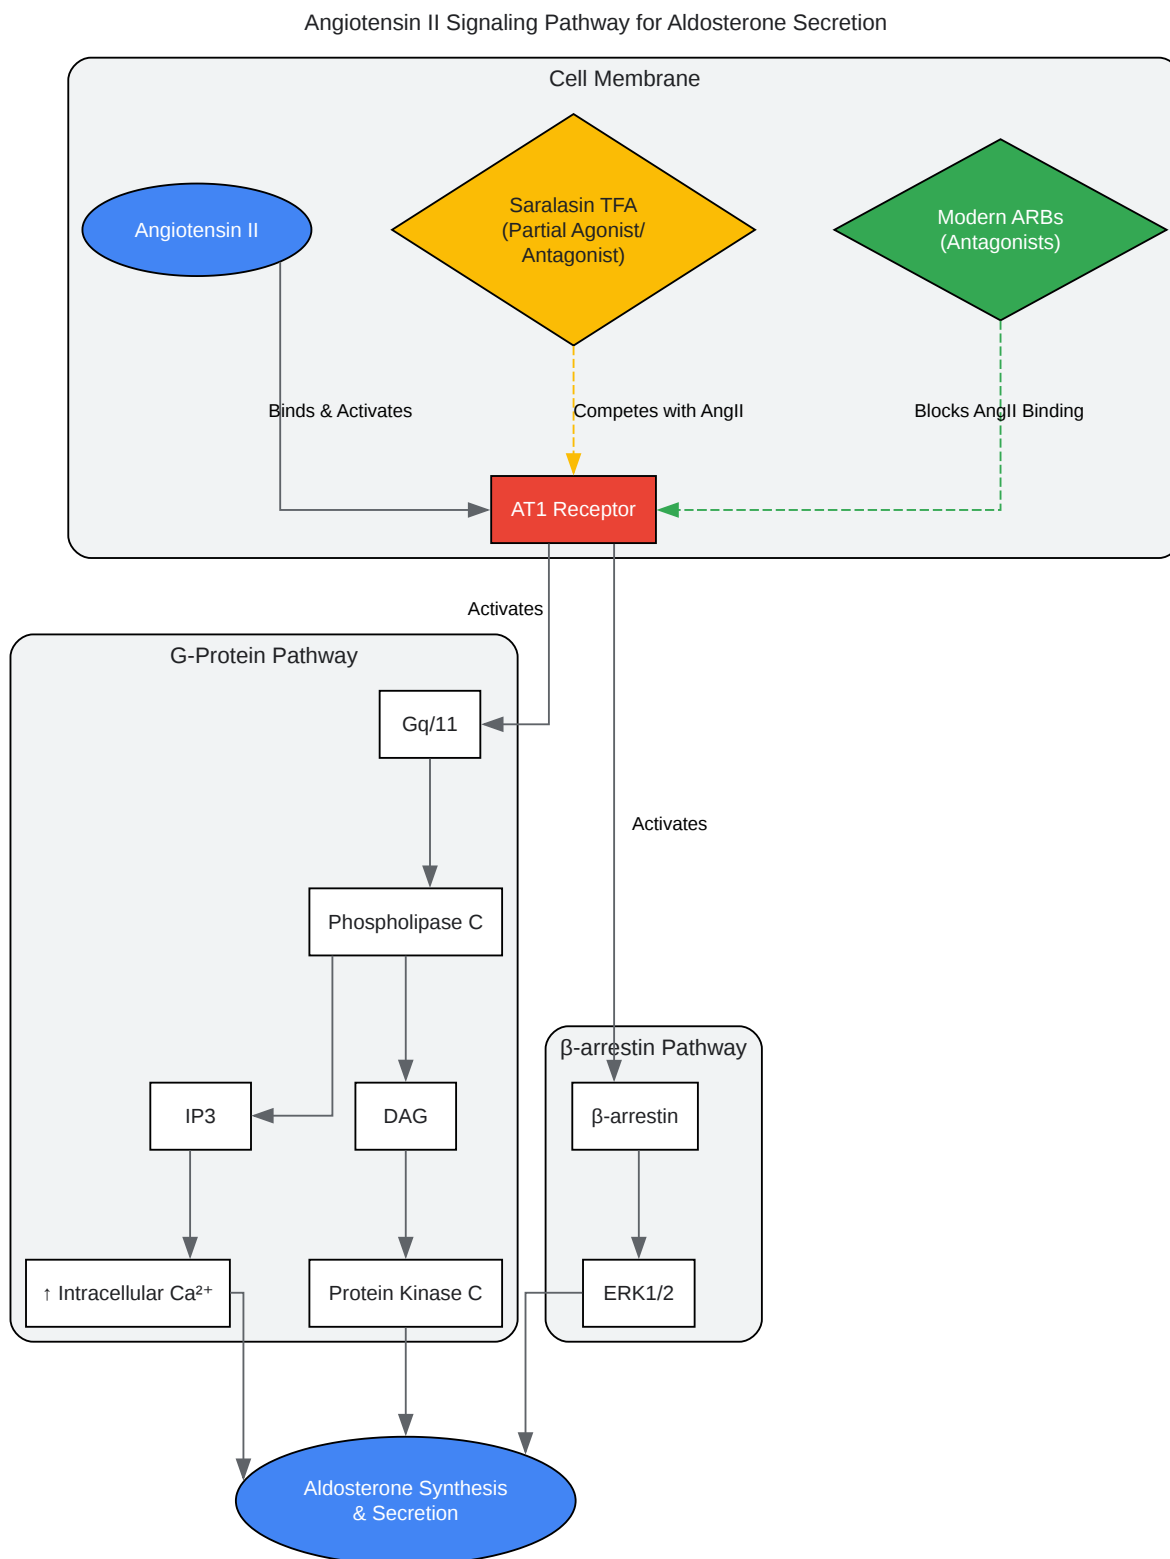 Angiotensin II Signaling Pathway for Aldosterone Secretion
Cell Membrane
Angiotensin II
Saralasin TFA
(Partial Agonist/
Antagonist)
Modern ARBs
(Antagonists)
Binds & Activates
Competes with AngII
Blocks AngII Binding
AT1 Receptor
Activates
G-Protein Pathway
Gq/11
Activates
Phospholipase C
β-arrestin Pathway
IP3
DAG
β-arrestin
↑ Intracellular Ca²⁺
Protein Kinase C
ERK1/2
Aldosterone Synthesis
& Secretion